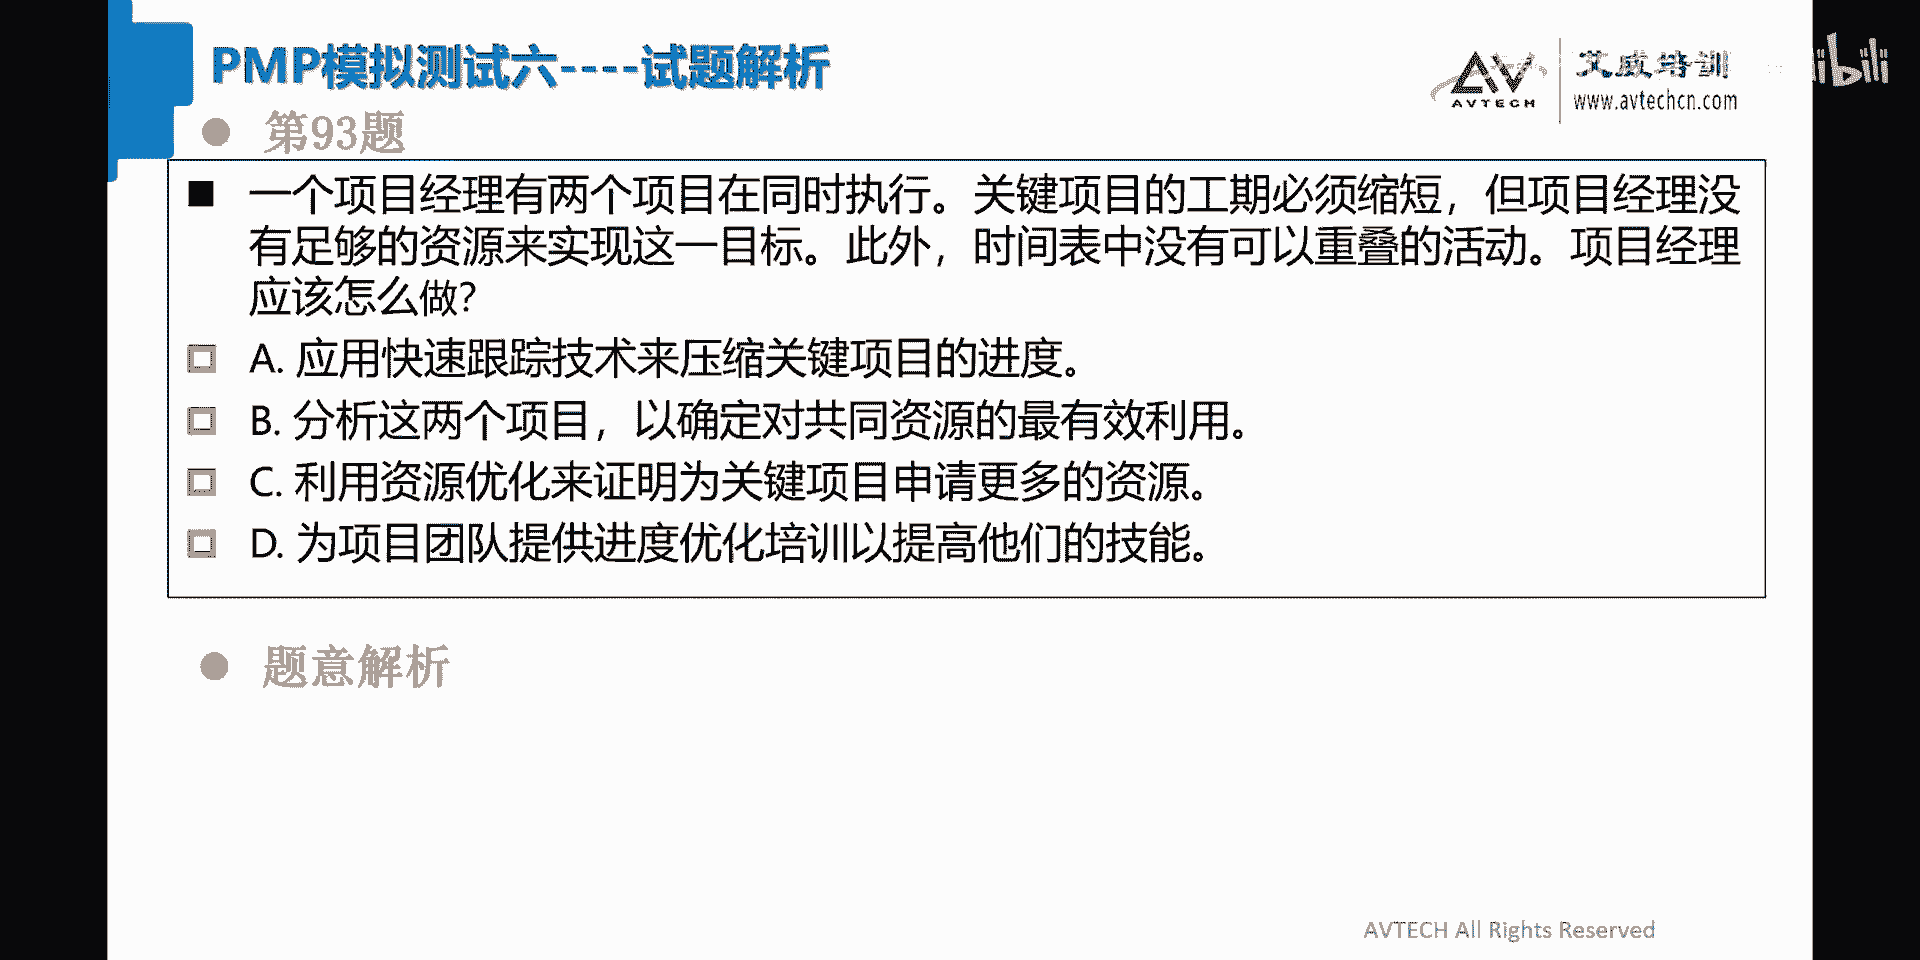 PMP模拟测试六----试题解析
AVTECH
艾威培训
www.avtechcn.com
bilibili
第93题
一个项目经理有两个项目在同时执行。关键项目的工期必须缩短，但项目经理没
有足够的资源来实现这一目标。此外，时间表中没有可以重叠的活动。项目经理
应该怎么做?
A. 应用快速跟踪技术来压缩关键项目的进度。
B. 分析这两个项目，以确定对共同资源的最有效利用。
C. 利用资源优化来证明为关键项目申请更多的资源。
D. 为项目团队提供进度优化培训以提高他们的技能。
题意解析
AVTECH All Rights Reserved